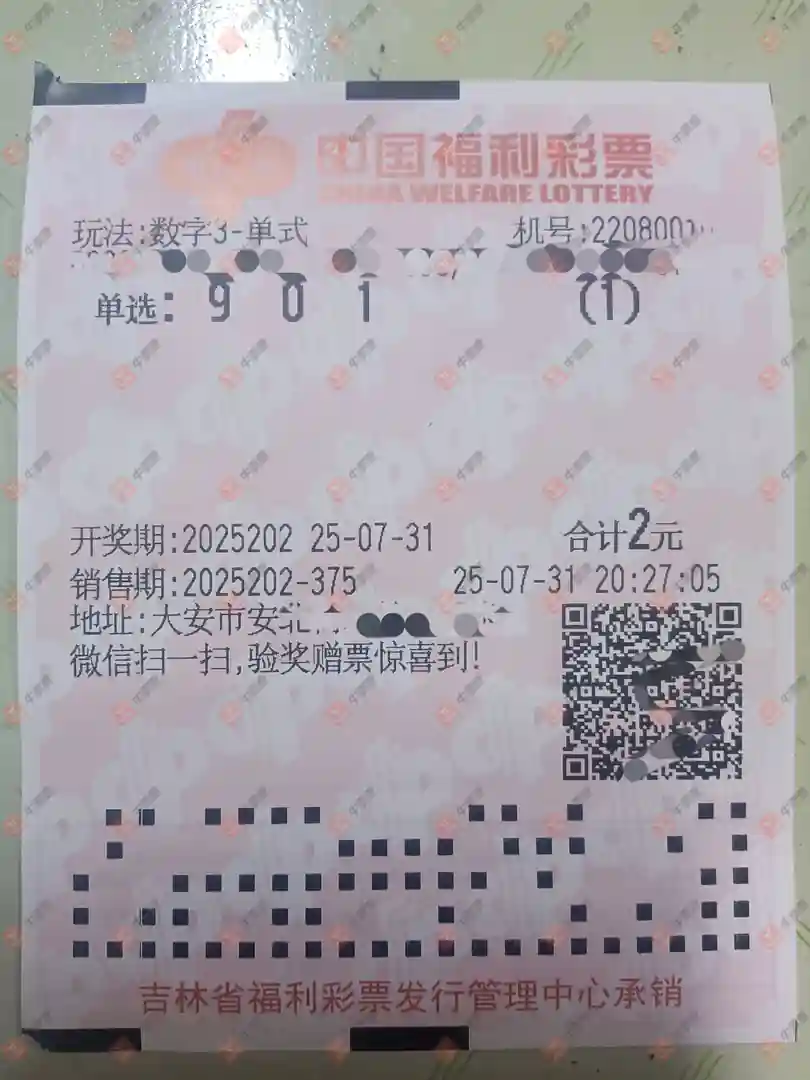 中国福利彩票
CHINA WELFARE LOTTERY
玩法:数字3-单式 机号:2208001
单选: 9 0 1 (1)
开奖期:2025202 25-07-31 合计2元
销售期:2025202-375 25-07-31 20:27:05
地址:大安市安北
微信扫一扫,验奖赠票惊喜到!
吉林省福利彩票发行管理中心承销